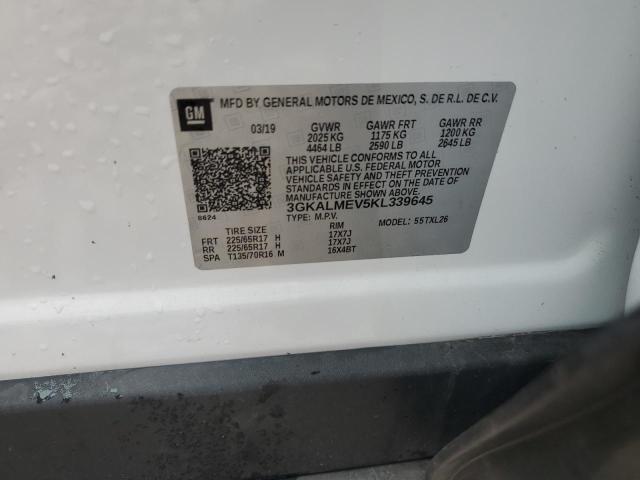 GM
MFD BY GENERAL MOTORS DE MEXICO, S. DE R.L. DE C.V.
03/19 GVWR GAWR FRT GAWR RR
2025 KG 1175 KG 1200 KG
4464 LB 2590 LB 2645 LB
THIS VEHICLE CONFORMS TO ALL
APPLICABLE U.S. FEDERAL MOTOR
VEHICLE SAFETY, BUMPER, AND THEFT
PREVENTION STANDARDS IN EFFECT ON
THE DATE OF MANUFACTURE SHOWN ABOVE.
3GKALMEV5KL339645
8624
TYPE: M.P.V. MODEL: 55TXL26
TIRE SIZE RIM
FRT 225/65R17 H 17X7J
RR 225/65R17 H 17X7J
SPA T135/70R16 M 16X4BT